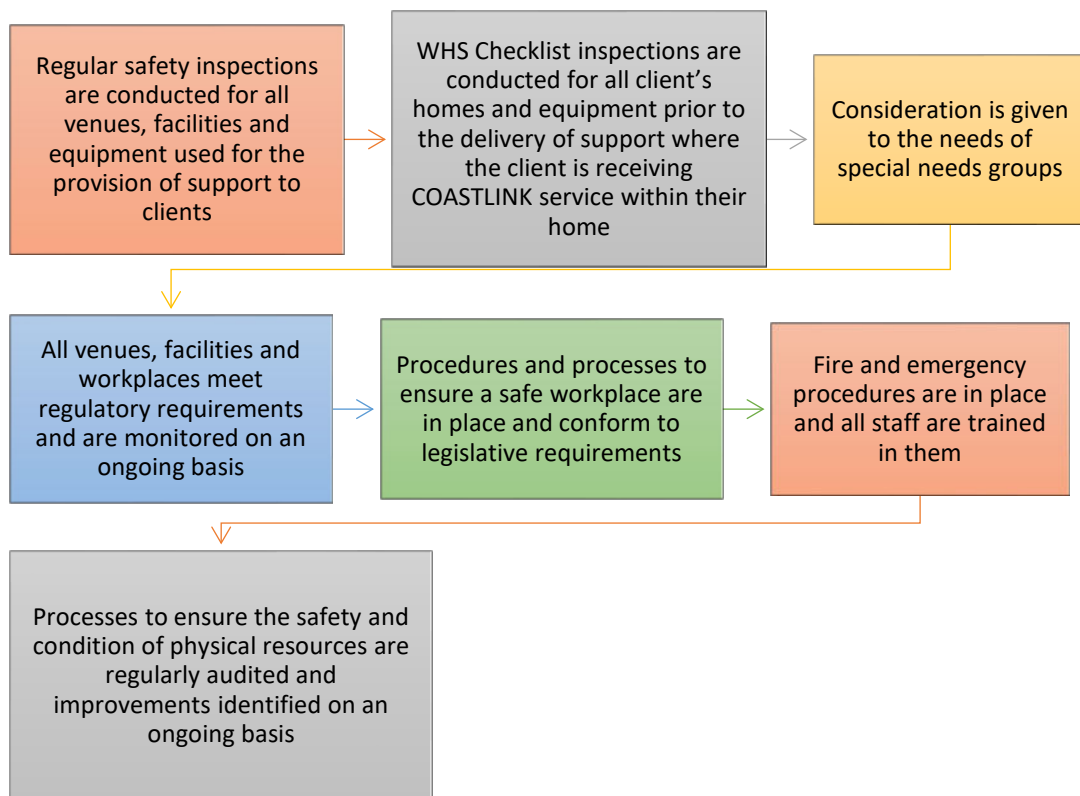 Regular safety inspections
are conducted for all
venues, facilities and
equipment used for the
provision of support to
clients
WHS Checklist inspections are
conducted for all client’s
homes and equipment prior to
the delivery of support where
the client is receiving
COASTLINK service within their
home
Consideration is given
to the needs of
special needs groups
All venues, facilities and
workplaces meet
regulatory requirements
and are monitored on an
ongoing basis
Procedures and processes to
ensure a safe workplace are
in place and conform to
legislative requirements
Fire and emergency
procedures are in place
and all staff are trained
in them
Processes to ensure the safety and
condition of physical resources are
regularly audited and
improvements identified on an
ongoing basis